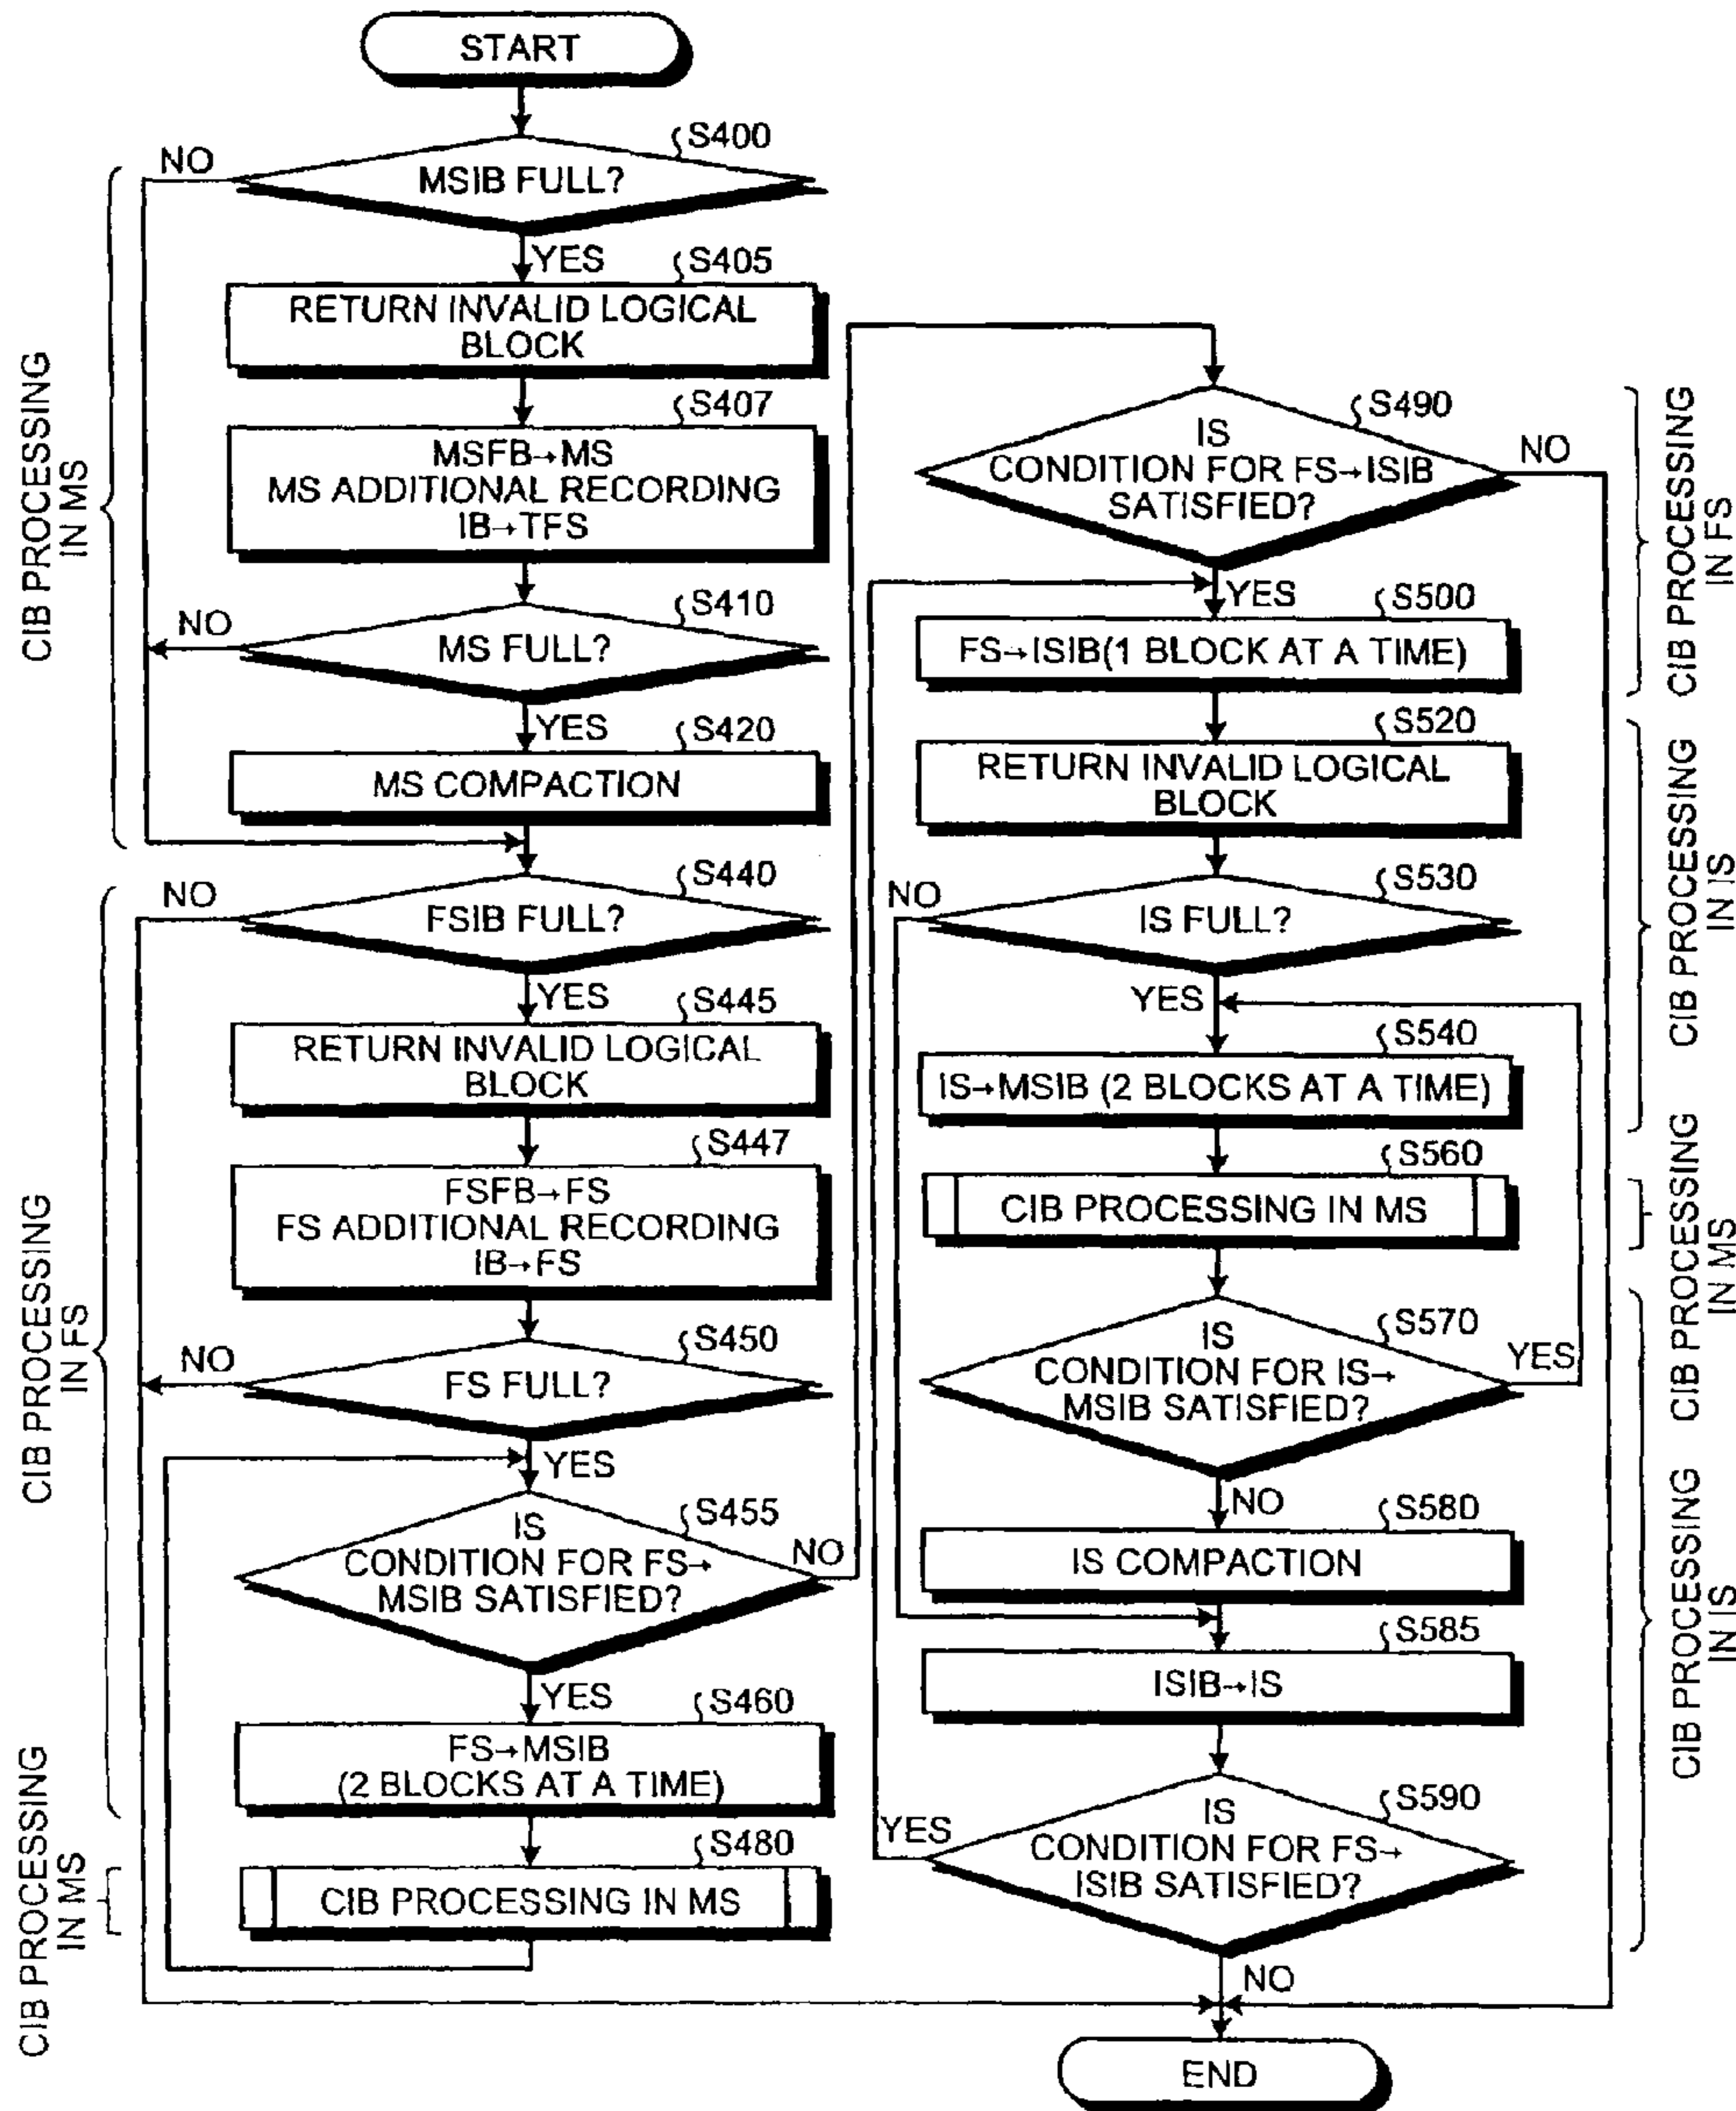 START
S400
NO
MSIB FULL?
YES
S405
RETURN INVALID LOGICAL
BLOCK
S407
MSFB→MS
MS ADDITIONAL RECORDING
IB→TFS
S410
NO
MS FULL?
YES
S420
MS COMPACTION
CIB PROCESSING
IN MS
S440
NO
FSIB FULL?
YES
S445
RETURN INVALID LOGICAL
BLOCK
S447
FSFB→FS
FS ADDITIONAL RECORDING
IB→FS
S450
NO
FS FULL?
YES
S455
IS
CONDITION FOR FS→
MSIB SATISFIED?
NO
YES
S460
FS→MSIB
(2 BLOCKS AT A TIME)
CIB PROCESSING
IN FS
S480
CIB PROCESSING IN MS
CIB PROCESSING
IN MS
S490
IS
CONDITION FOR FS→ISIB
SATISFIED?
NO
YES
S500
FS→ISIB(1 BLOCK AT A TIME)
CIB PROCESSING
IN FS
S520
RETURN INVALID LOGICAL
BLOCK
S530
NO
IS FULL?
YES
S540
IS→MSIB (2 BLOCKS AT A TIME)
CIB PROCESSING
IN IS
S560
CIB PROCESSING IN MS
CIB PROCESSING
IN MS
S570
IS
CONDITION FOR IS→
MSIB SATISFIED?
YES
NO
S580
IS COMPACTION
S585
ISIB→IS
S590
YES
IS
CONDITION FOR FS→
ISIB SATISFIED?
NO
CIB PROCESSING
IN IS
END